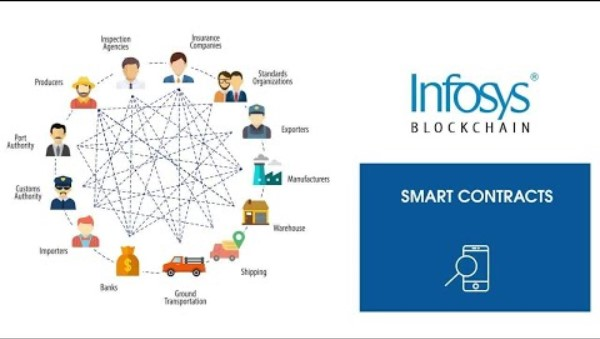 Inspection
Agencies
Insurance
Companies
Standards
Organizations
Producers
Exporters
Port
Authority
Manufacturers
Customs
Authority
Warehouse
Importers
Shipping
Banks
Ground
Transportation
$
Infosys®
BLOCKCHAIN
SMART CONTRACTS